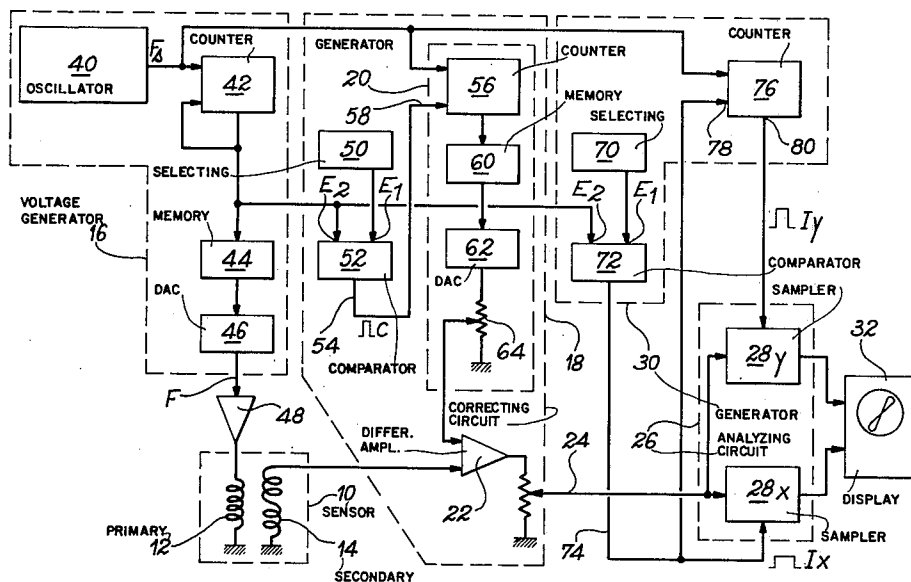 40
OSCILLATOR
Fs
COUNTER
42
GENERATOR
20
58
56
COUNTER
MEMORY
60
SELECTING
50
SELECTING
70
COUNTER
76
78
80
VOLTAGE
GENERATOR
16
MEMORY
44
E2
E1
52
62
DAC
E2
E1
72
Iy
COMPARATOR
SAMPLER
DAC
46
54
C
COMPARATOR
64
18
30
28y
32
F
48
CORRECTING
CIRCUIT
GENERATOR
26
ANALYZING
CIRCUIT
DIFFER.
AMPL.
22
24
28x
DISPLAY
PRIMARY
12
10
SENSOR
14
SECONDARY
74
SAMPLER
Ix